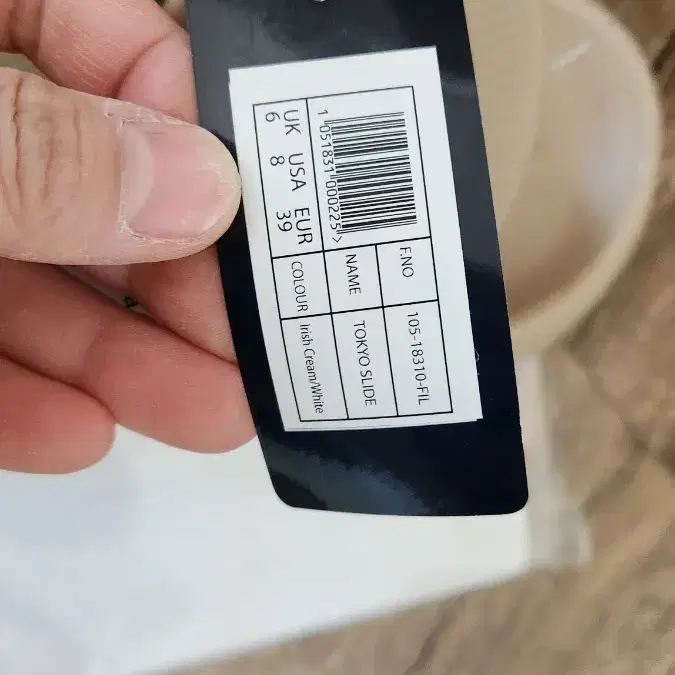 1 051831 000225 >
UK USA EUR
6 8 39
F.NO 105-18310-FIL
NAME TOKYO SLIDE
COLOUR Irish Cream/White